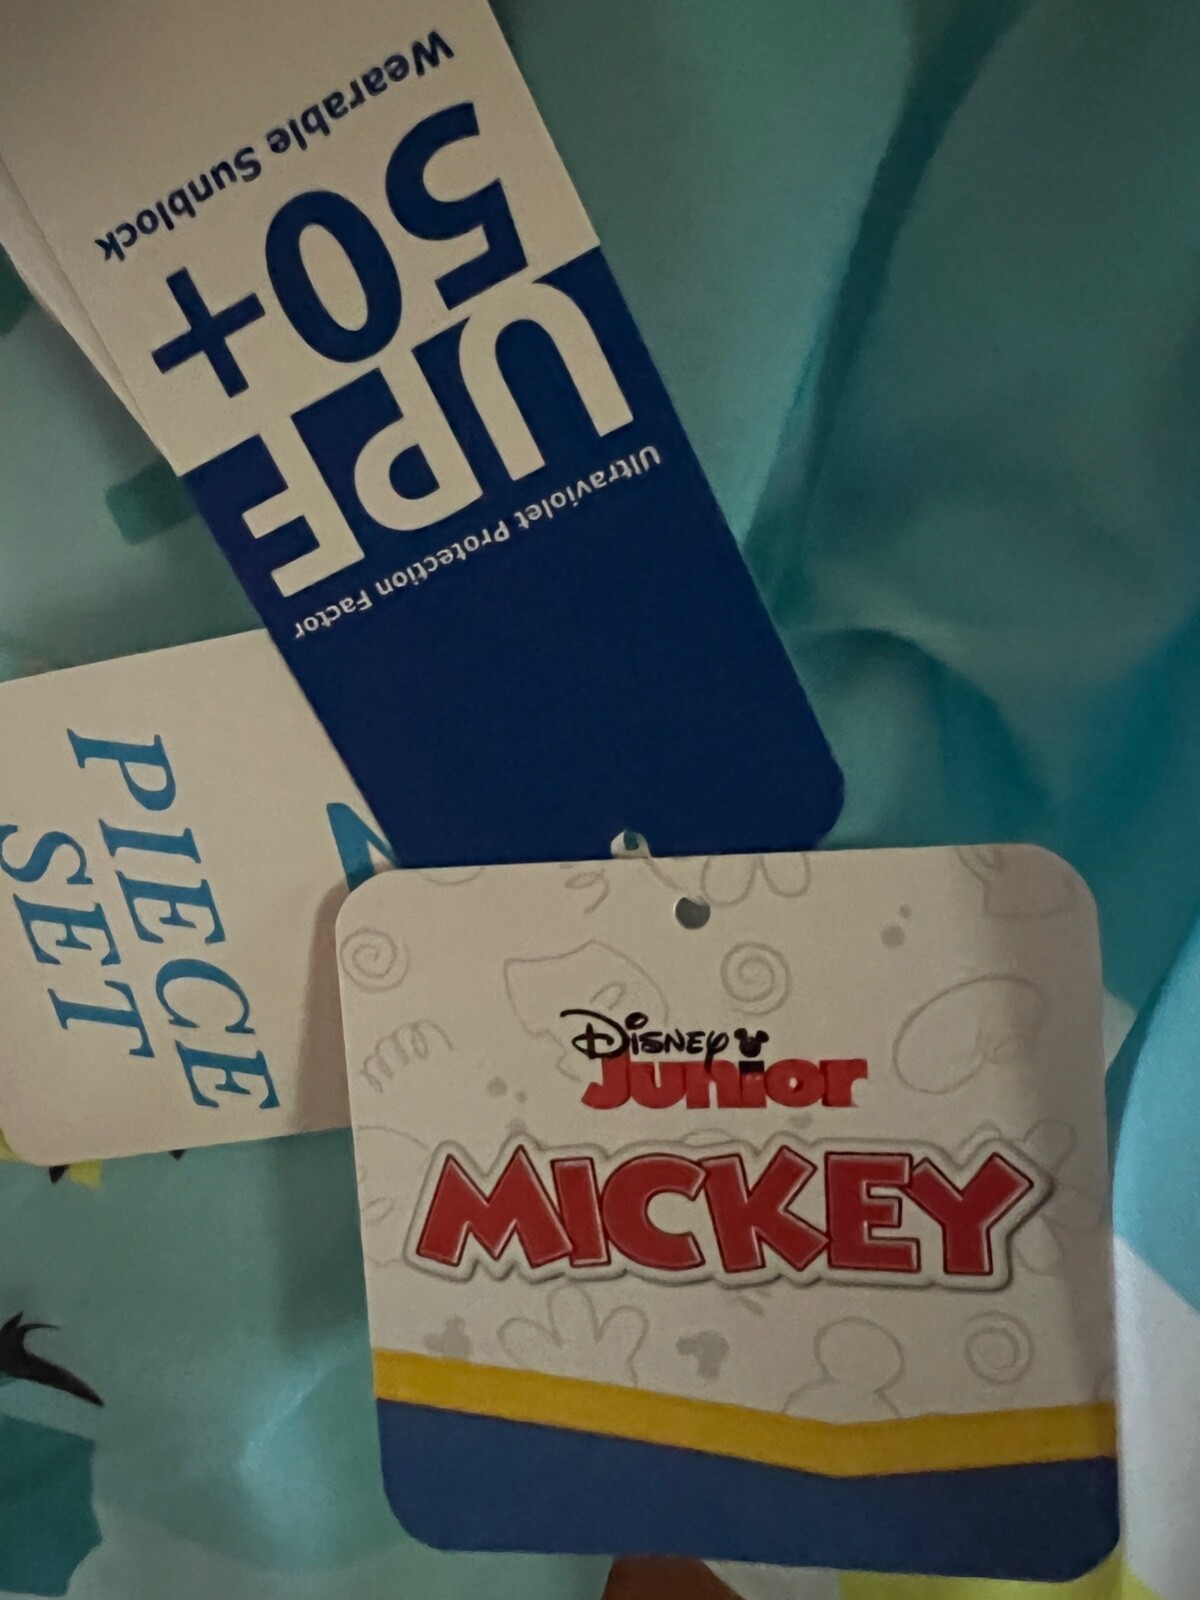 Ultraviolet Protection Factor
UPF
50+
Wearable Sunblock
PIECE
SET
Disney
Junior
MICKEY